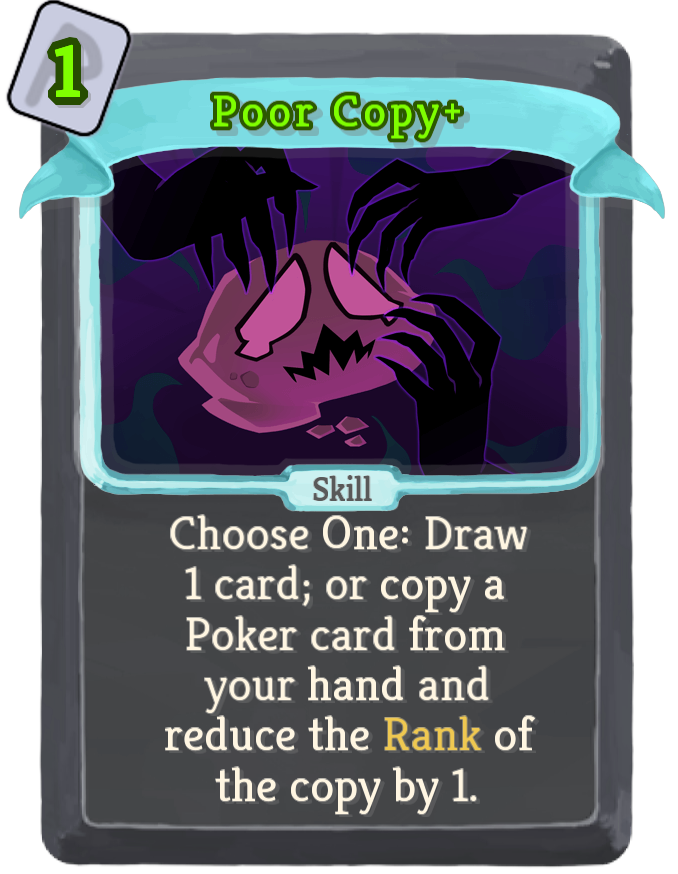 1
Poor Copy+
Skill
Choose One: Draw
1 card; or copy a
Poker card from
your hand and
reduce the Rank of
the copy by 1.